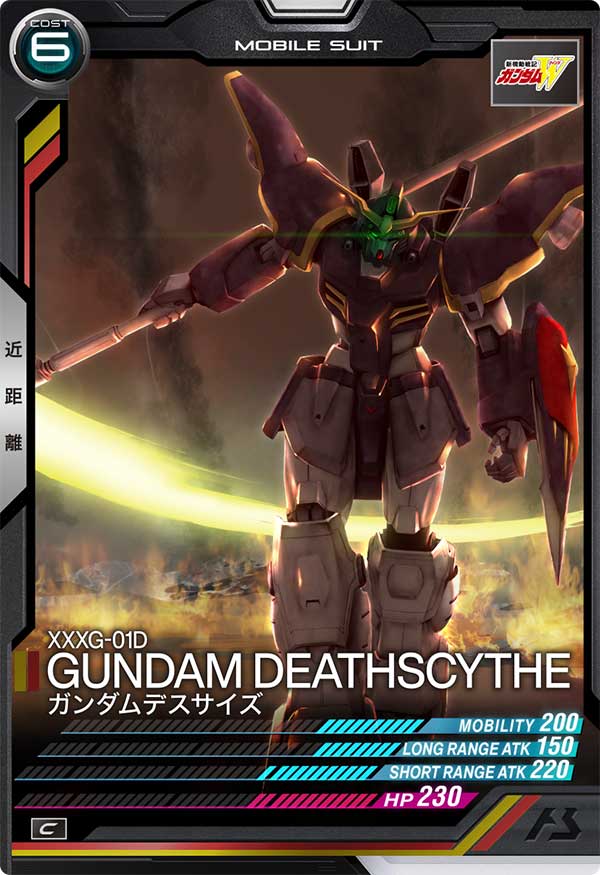 COST
6
MOBILE SUIT
新機動戦記
ガンダムW
近距離
XXXG-01D
GUNDAM DEATHSCYTHE
ガンダムデスサイズ
MOBILITY 200
LONG RANGE ATK 150
SHORT RANGE ATK 220
HP 230
C